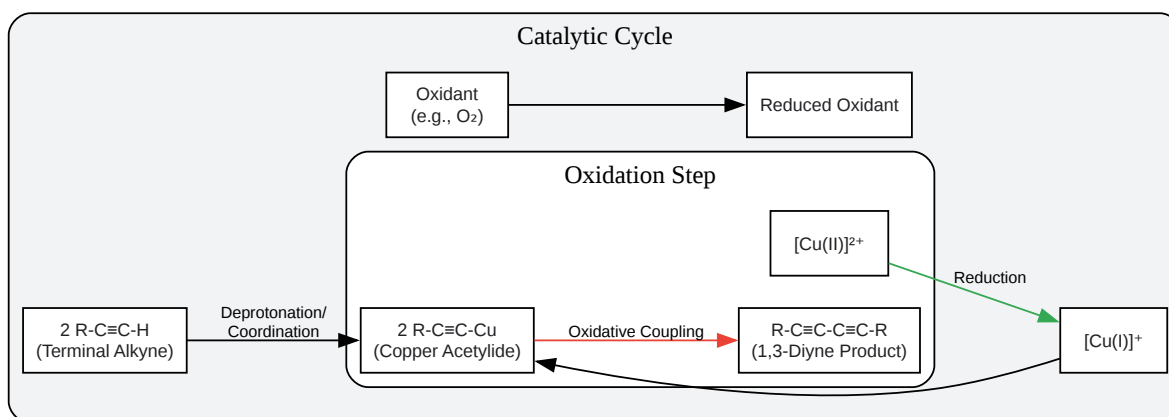 Catalytic Cycle
Oxidant
(e.g., O₂)
Reduced Oxidant
Oxidation Step
[Cu(II)]²⁺
Reduction
Deprotonation/
Coordination
2 R-C≡C-H
(Terminal Alkyne)
2 R-C≡C-Cu
(Copper Acetylide)
Oxidative Coupling
R-C≡C-C≡C-R
(1,3-Diyne Product)
[Cu(I)]⁺